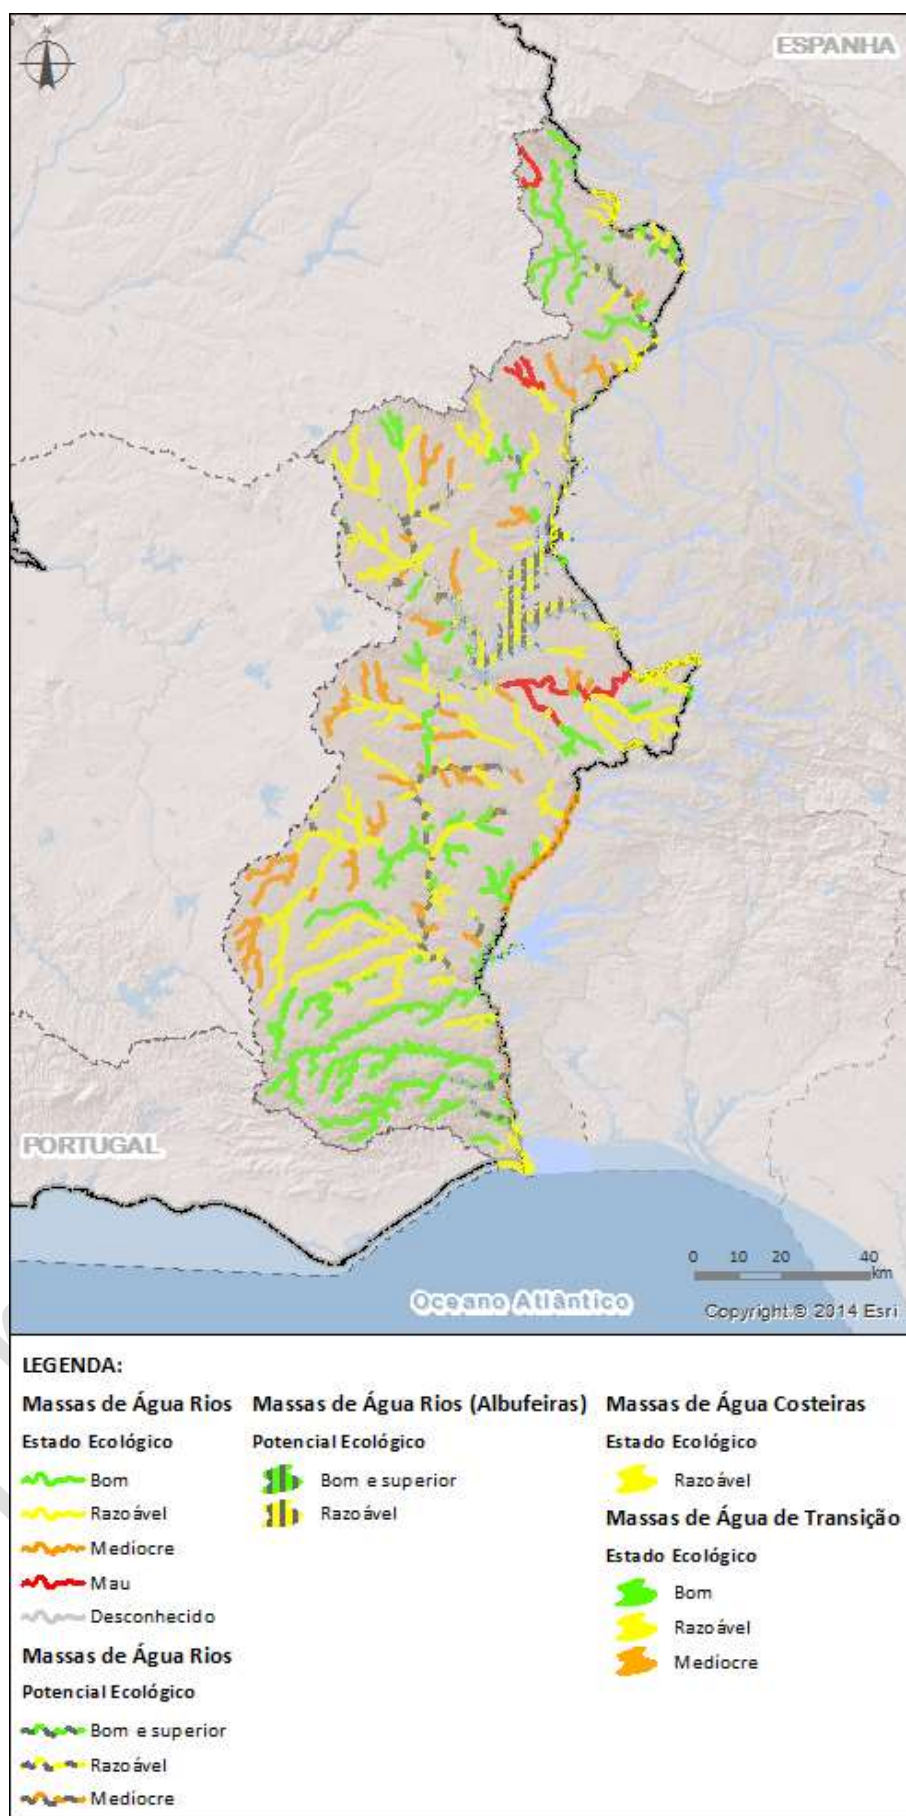 N
ESPANHA
PORTUGAL
0 10 20 40
km
Oceano Atlântico
Copyright:© 2014 Esri
LEGENDA:
Massas de Água Rios
Estado Ecológico
Bom
Razoável
Medíocre
Mau
Desconhecido
Massas de Água Rios
Potencial Ecológico
Bom e superior
Razoável
Medíocre
Massas de Água Rios (Albufeiras)
Potencial Ecológico
Bom e superior
Razoável
Massas de Água Costeiras
Estado Ecológico
Razoável
Massas de Água de Transição
Estado Ecológico
Bom
Razoável
Medíocre